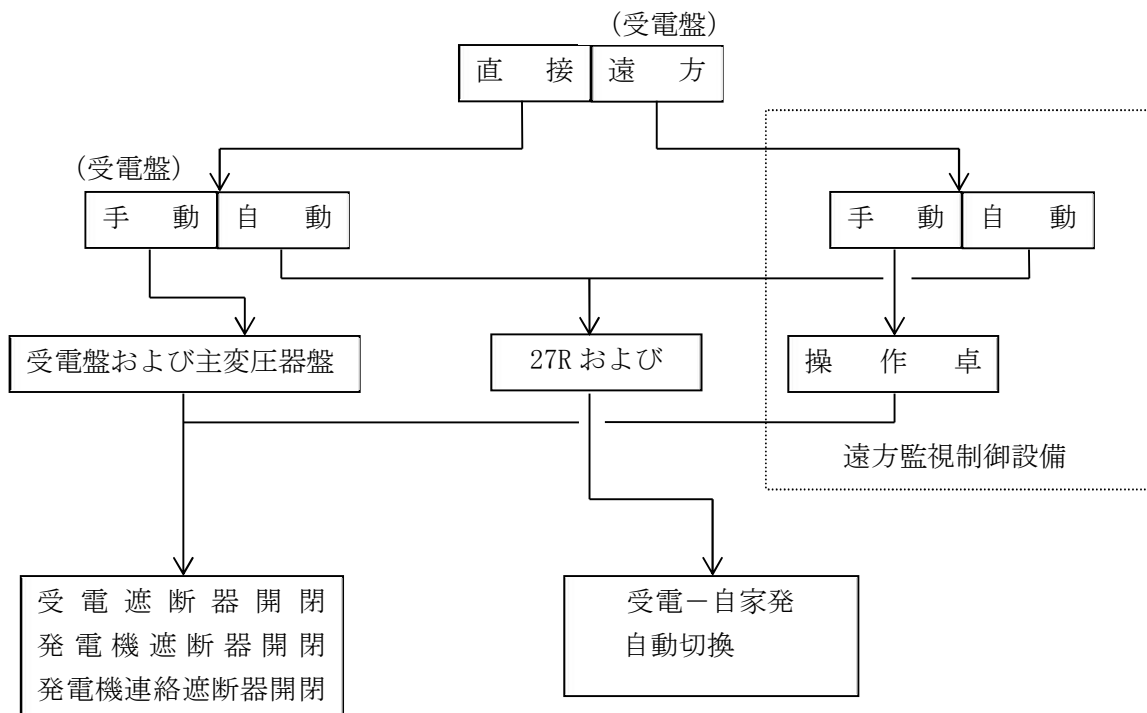 (受電盤)
直　接　遠　方
(受電盤)
手　動　自　動
手　動　自　動
受電盤および主変圧器盤
27R および
操　作　卓
遠方監視制御設備
受電遮断器開閉
発電機遮断器開閉
発電機連絡遮断器開閉
受電－自家発
自動切換